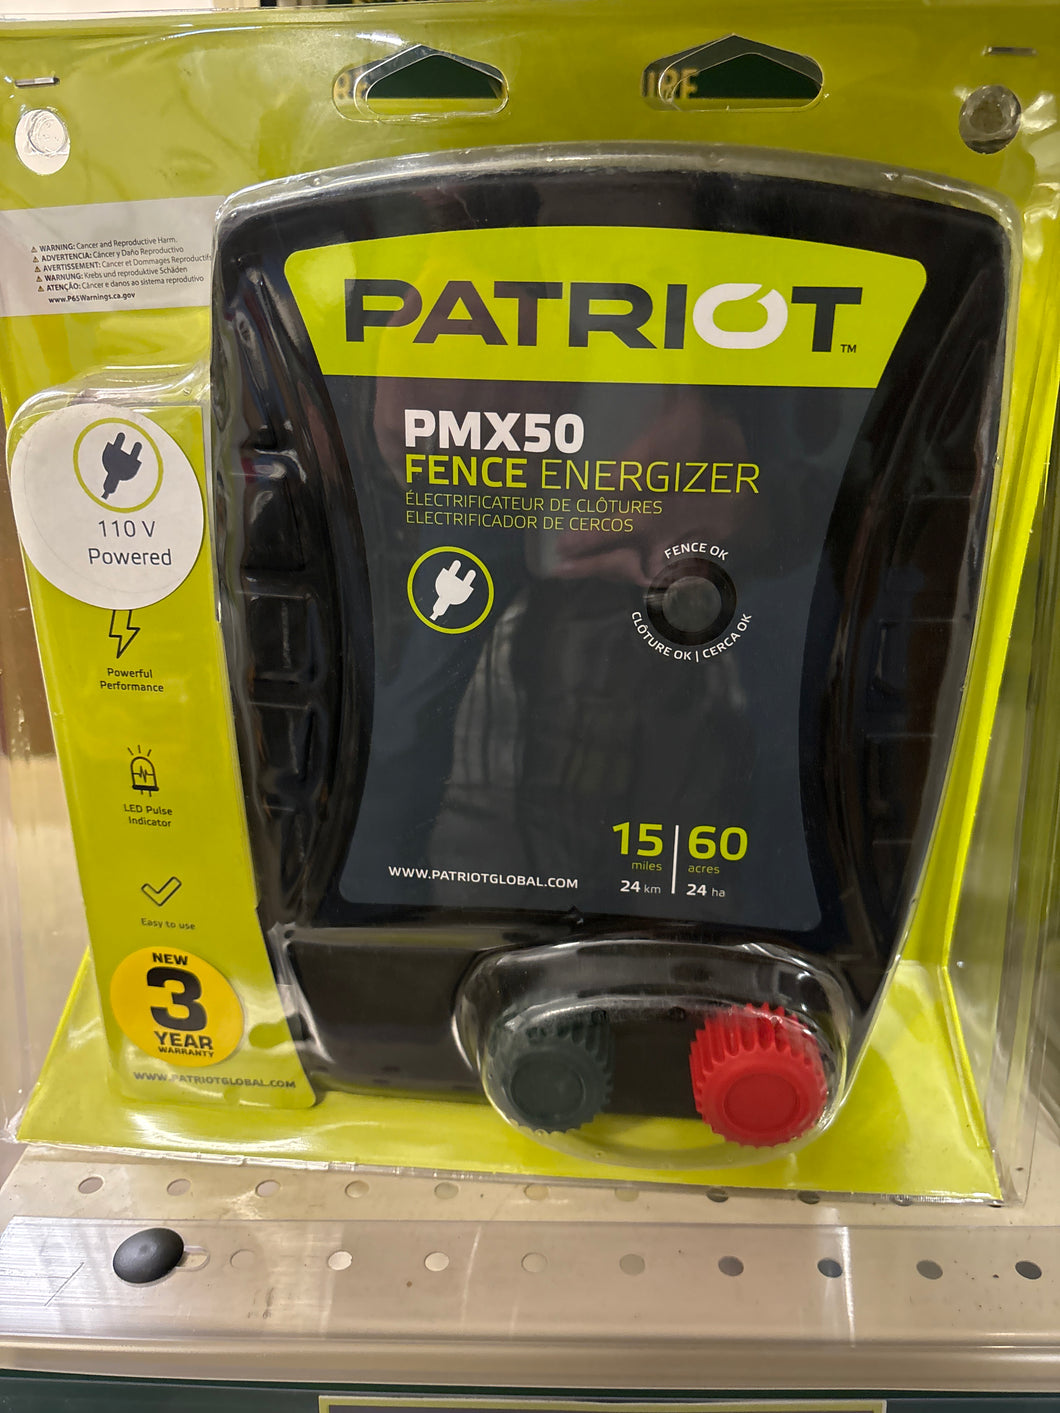 ⚠ WARNING: Cancer and Reproductive Harm.
⚠ ADVERTENCIA: Cáncer y Daño Reproductivo
⚠ AVERTISSEMENT: Cancer et Dommages Reproductifs
⚠ WARNUNG: Krebs und reproduktive Schäden
⚠ ATENÇÃO: Câncer e danos ao sistema reprodutivo
www.P65Warnings.ca.gov
PATRIOT™
PMX50
FENCE ENERGIZER
ÉLECTRIFICATEUR DE CLÔTURES
ELECTRIFICADOR DE CERCOS
FENCE OK
CLÔTURE OK | CERCA OK
15 miles | 60 acres
24 km | 24 ha
WWW.PATRIOTGLOBAL.COM
110 V
Powered
Powerful
Performance
LED Pulse
Indicator
Easy to use
NEW
3
YEAR
WARRANTY
WWW.PATRIOTGLOBAL.COM